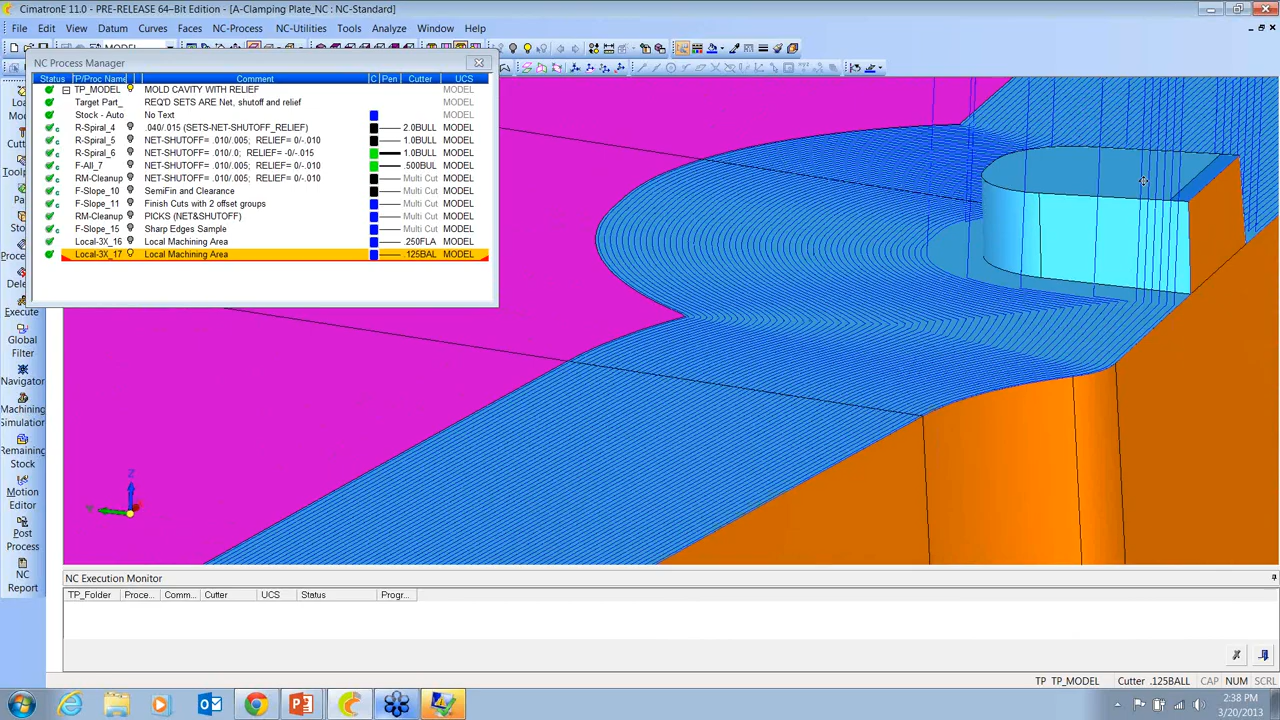 CimatronE 11.0 - PRE-RELEASE 64–Bit Edition - [A-Clamping Plate_NC : NC-Standard]
File Edit View Datum Curves Faces NC-Process NC-Utilities Tools Analyze Window Help
NC Process Manager
Status TP/Proc Name Comment C Pen Cutter UCS
TP_MODEL MOLD CAVITY WITH RELIEF MODEL
Target Part_ REQ'D SETS ARE Net, shutoff and relief MODEL
Stock - Auto No Text MODEL
R-Spiral_4 .040/.015 (SETS-NET-SHUTOFF_RELIEF) 2.0BULL MODEL
R-Spiral_5 NET-SHUTOFF= .010/.005; RELIEF= 0/-.010 1.0BULL MODEL
R-Spiral_6 NET-SHUTOFF= .010/.0; RELIEF= -0/-.015 1.0BULL MODEL
F-All_7 NET-SHUTOFF= .010/.005; RELIEF= 0/-.010 .500BUL MODEL
RM-Cleanup NET-SHUTOFF= .010/.005; RELIEF= 0/-.010 Multi Cut MODEL
F-Slope_10 SemiFin and Clearance Multi Cut MODEL
F-Slope_11 Finish Cuts with 2 offset groups Multi Cut MODEL
RM-Cleanup PICKS (NET&SHUTOFF) Multi Cut MODEL
F-Slope_15 Sharp Edges Sample Multi Cut MODEL
Local-3X_16 Local Machining Area .250FLA MODEL
Local-3X_17 Local Machining Area .125BAL MODEL
Execute
Global
Filter
Navigator
Machining
Simulation
Remaining
Stock
Motion
Editor
Post
Process
NC
Report
Z
NC Execution Monitor
TP_Folder Proce... Comm... Cutter UCS Status Progr...
TP TP_MODEL Cutter .125BALL CAP NUM SCRL
2:38 PM
3/20/2013